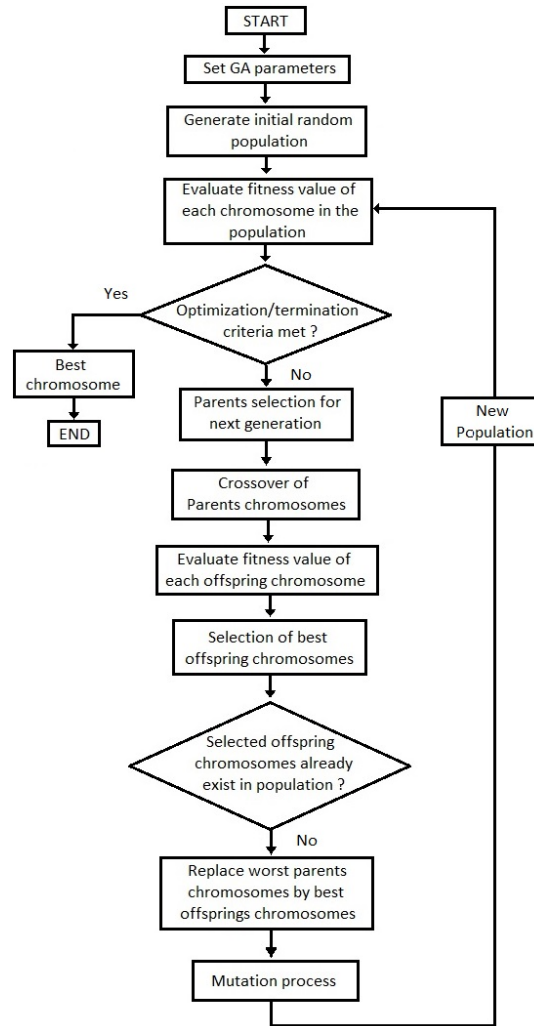 START
Set GA parameters
Generate initial random
population
Evaluate fitness value of
each chromosome in the
population
Yes
Optimization/termination
criteria met ?
Best
chromosome
No
END
Parents selection for
next generation
New
Population
Crossover of
Parents chromosomes
Evaluate fitness value of
each offspring chromosome
Selection of best
offspring chromosomes
Selected offspring
chromosomes already
exist in population ?
No
Replace worst parents
chromosomes by best
offsprings chromosomes
Mutation process